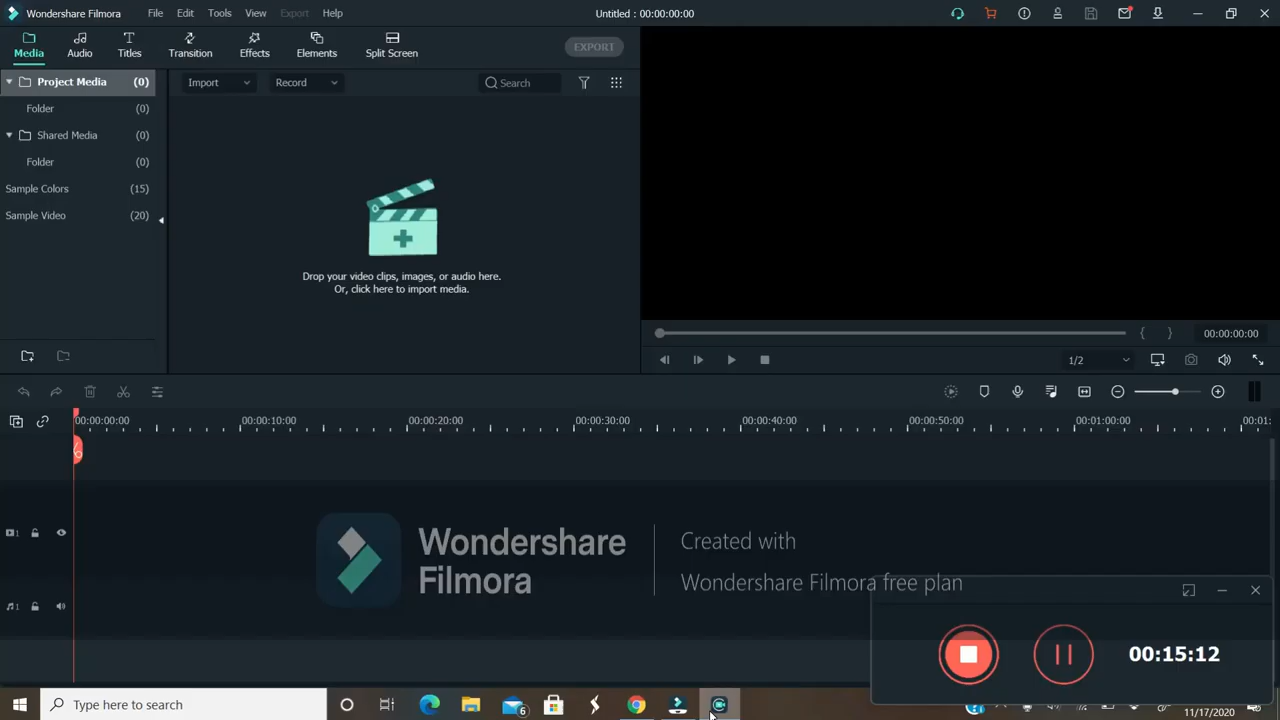 Wondershare Filmora File Edit Tools View Export Help Untitled : 00:00:00:00
Media Audio Titles Transition Effects Elements Split Screen EXPORT
Project Media (0) Import Record Search
Folder (0)
Shared Media (0)
Folder (0)
Sample Colors (15)
Sample Video (20)
Drop your video clips, images, or audio here.
Or, click here to import media.
{ } 00:00:00:00
1/2
00:00:00:00 00:00:10:00 00:00:20:00 00:00:30:00 00:00:40:00 00:00:50:00 00:01:00:00 00:01:
1
Wondershare
Filmora
Created with
Wondershare Filmora free plan
1
00:15:12
Type here to search
6
11/17/2020